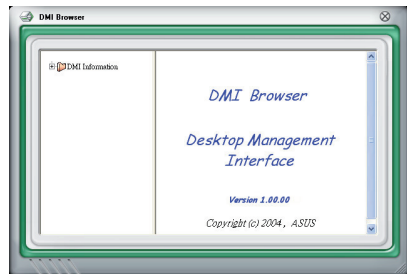 DMI Browser
DMI Information
DMI Browser
Desktop Management
Interface
Version 1.00.00
Copyright (c) 2004 , ASUS